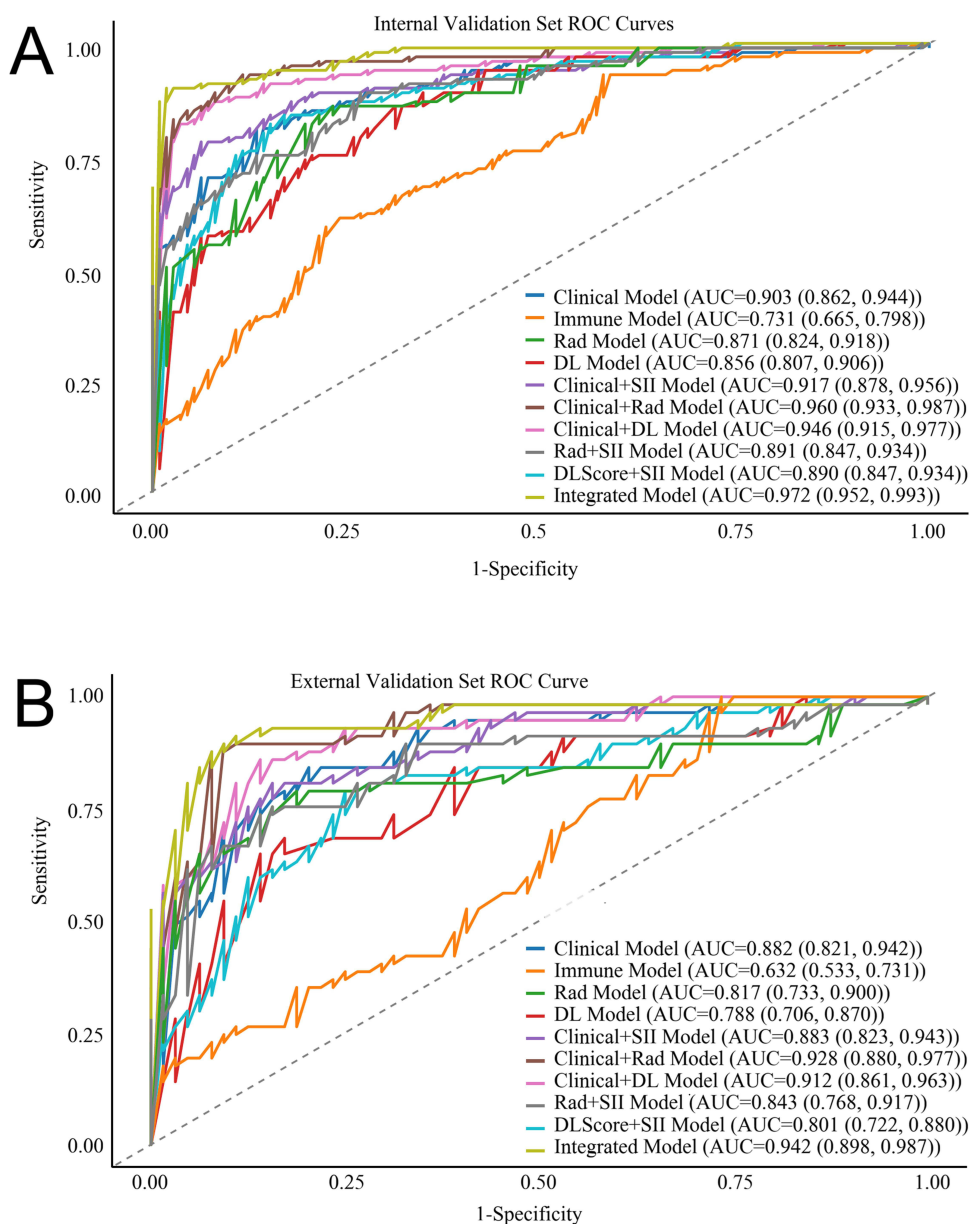 A
Internal Validation Set ROC Curves
1.00
0.75
0.50
0.25
0.00
Sensitivity
Clinical Model (AUC=0.903 (0.862, 0.944))
Immune Model (AUC=0.731 (0.665, 0.798))
Rad Model (AUC=0.871 (0.824, 0.918))
DL Model (AUC=0.856 (0.807, 0.906))
Clinical+SII Model (AUC=0.917 (0.878, 0.956))
Clinical+Rad Model (AUC=0.960 (0.933, 0.987))
Clinical+DL Model (AUC=0.946 (0.915, 0.977))
Rad+SII Model (AUC=0.891 (0.847, 0.934))
DLScore+SII Model (AUC=0.890 (0.847, 0.934))
Integrated Model (AUC=0.972 (0.952, 0.993))
0.00 0.25 0.5 0.75 1.00
1-Specificity
B
External Validation Set ROC Curve
1.00
0.75
0.50
0.25
0.00
Sensitivity
Clinical Model (AUC=0.882 (0.821, 0.942))
Immune Model (AUC=0.632 (0.533, 0.731))
Rad Model (AUC=0.817 (0.733, 0.900))
DL Model (AUC=0.788 (0.706, 0.870))
Clinical+SII Model (AUC=0.883 (0.823, 0.943))
Clinical+Rad Model (AUC=0.928 (0.880, 0.977))
Clinical+DL Model (AUC=0.912 (0.861, 0.963))
Rad+SII Model (AUC=0.843 (0.768, 0.917))
DLScore+SII Model (AUC=0.801 (0.722, 0.880))
Integrated Model (AUC=0.942 (0.898, 0.987))
0.00 0.25 0.50 0.75 1.00
1-Specificity